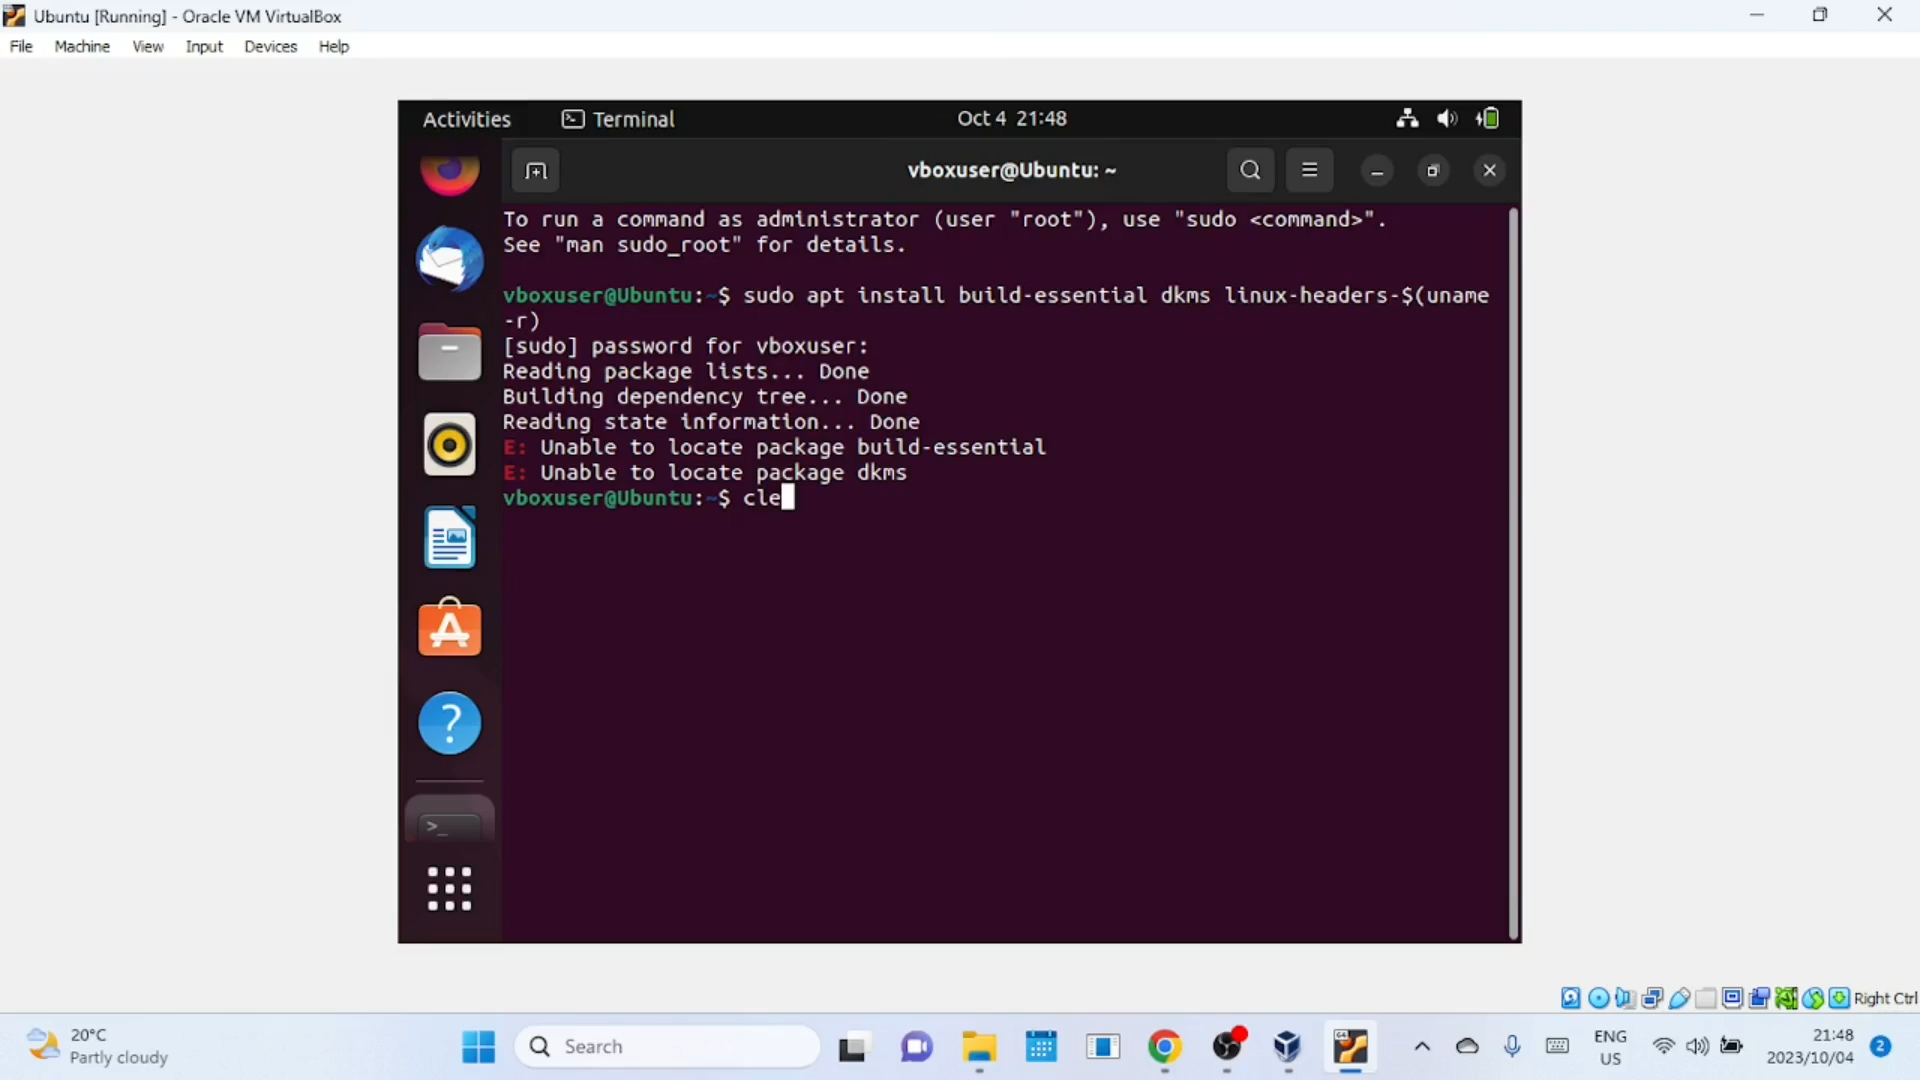 Ubuntu [Running] - Oracle VM VirtualBox
File Machine View Input Devices Help
Activities Terminal Oct 4 21:48
vboxuser@Ubuntu: ~
To run a command as administrator (user "root"), use "sudo <command>".
See "man sudo_root" for details.
vboxuser@Ubuntu:~$ sudo apt install build-essential dkms linux-headers-$(uname
-r)
[sudo] password for vboxuser:
Reading package lists... Done
Building dependency tree... Done
Reading state information... Done
E: Unable to locate package build-essential
E: Unable to locate package dkms
vboxuser@Ubuntu:~$ cle
Right Ctrl
20°C
Partly cloudy
Search
ENG
US
21:48
2023/10/04
2